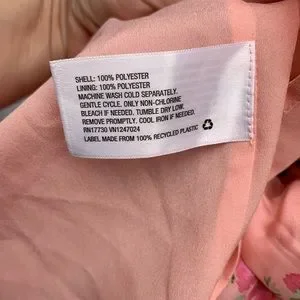 SHELL: 100% POLYESTER
LINING: 100% POLYESTER
MACHINE WASH COLD SEPARATELY.
GENTLE CYCLE, ONLY NON-CHLORINE
BLEACH IF NEEDED. TUMBLE DRY LOW.
REMOVE PROMPTLY. COOL IRON IF NEEDED.
RN17730 VN1247024
LABEL MADE FROM 100% RECYCLED PLASTIC